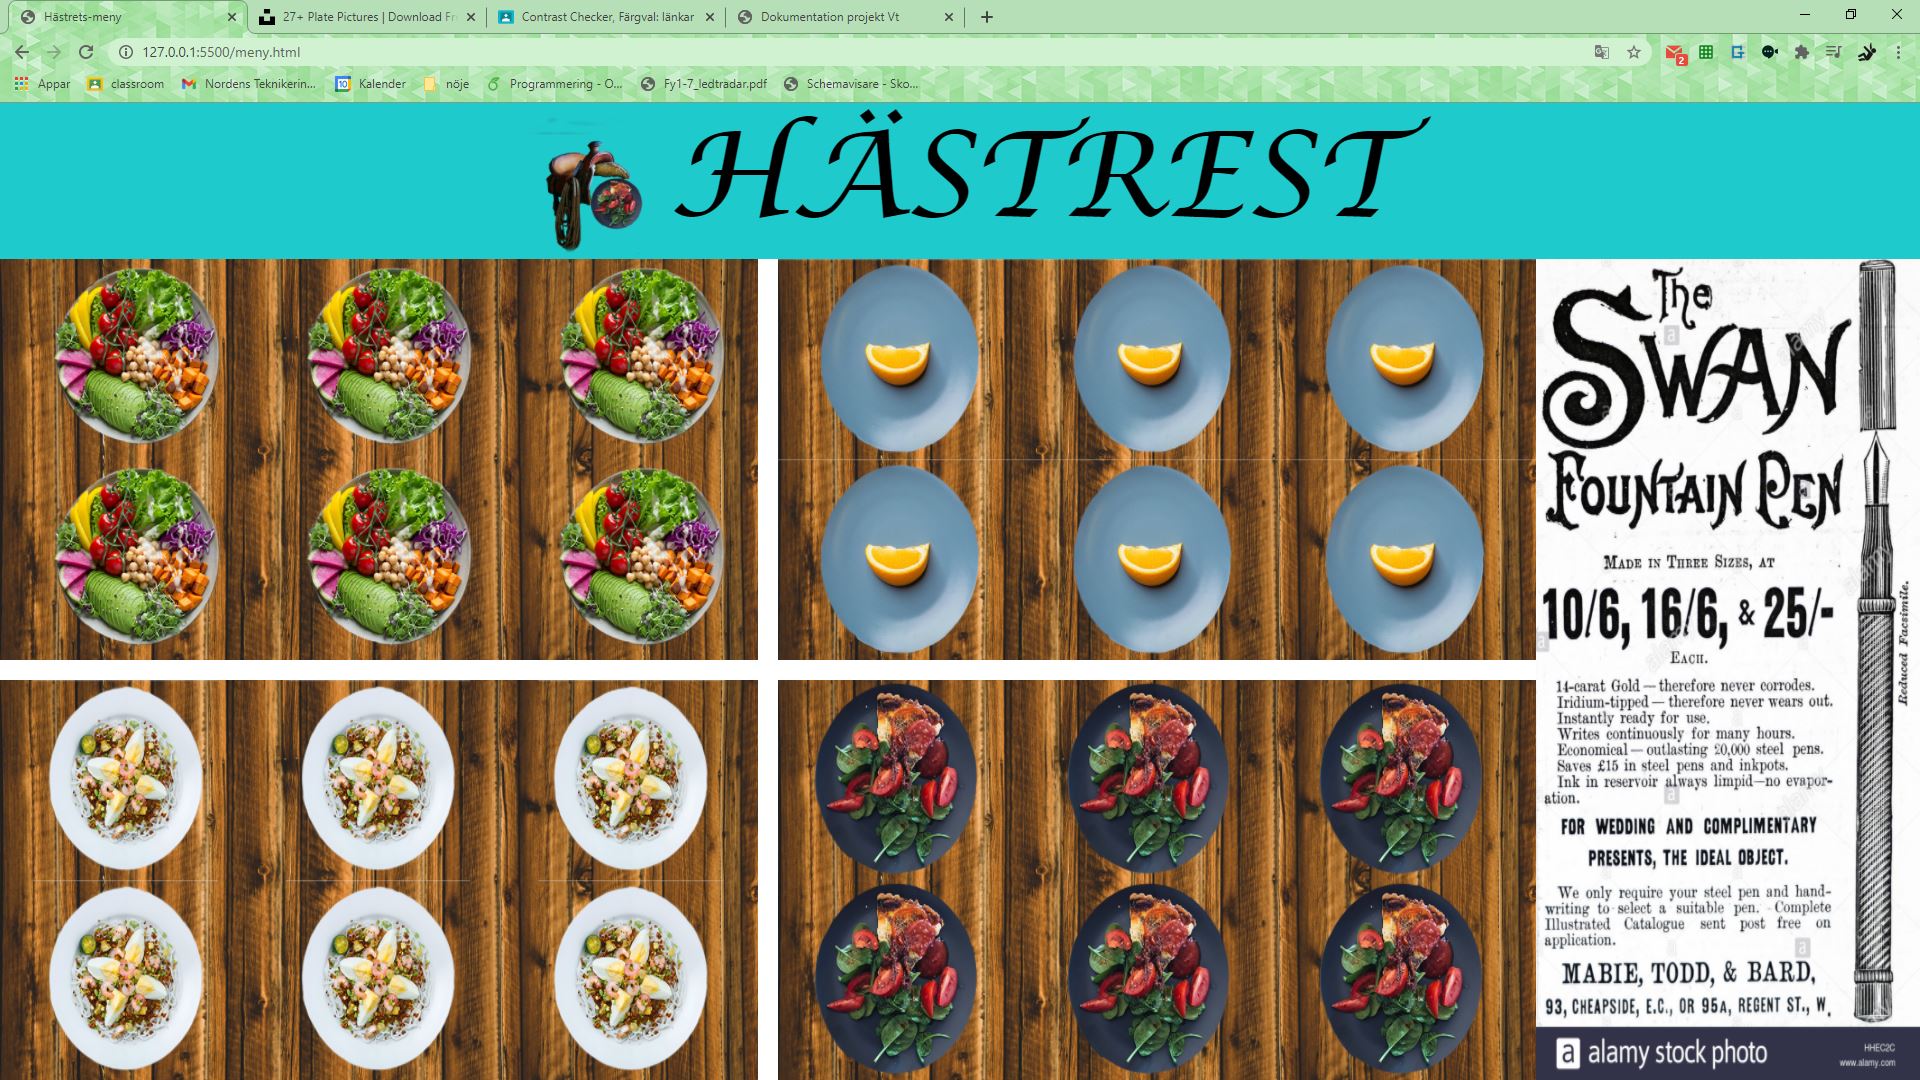 Hästrets-meny
27+ Plate Pictures | Download Fr
Contrast Checker, Färgval: länkar
Dokumentation projekt Vt
127.0.0.1:5500/meny.html
2
Appar
classroom
Nordens Teknikerin...
10
Kalender
nöje
Programmering - O...
Fy1-7_ledtradar.pdf
Schemavisare - Sko...
HÄSTREST
The
SWAN
FOUNTAIN PEN
MADE IN THREE SIZES, AT
10/6, 16/6, & 25/-
EACH.
14-carat Gold — therefore never corrodes.
Iridium-tipped — therefore never wears out.
Instantly ready for use.
Writes continuously for many hours.
Economical — outlasting 20,000 steel pens.
Saves £15 in steel pens and inkpots.
Ink in reservoir always limpid—no evapor-
ation.
FOR WEDDING AND COMPLIMENTARY
PRESENTS, THE IDEAL OBJECT.
We only require your steel pen and hand-
writing to select a suitable pen. Complete
Illustrated Catalogue sent post free on
application.
MABIE, TODD, & BARD,
93, CHEAPSIDE, E.C., OR 95A, REGENT ST., W.
Reduced Facsimile.
a alamy stock photo
HHEC2C
www.alamy.com